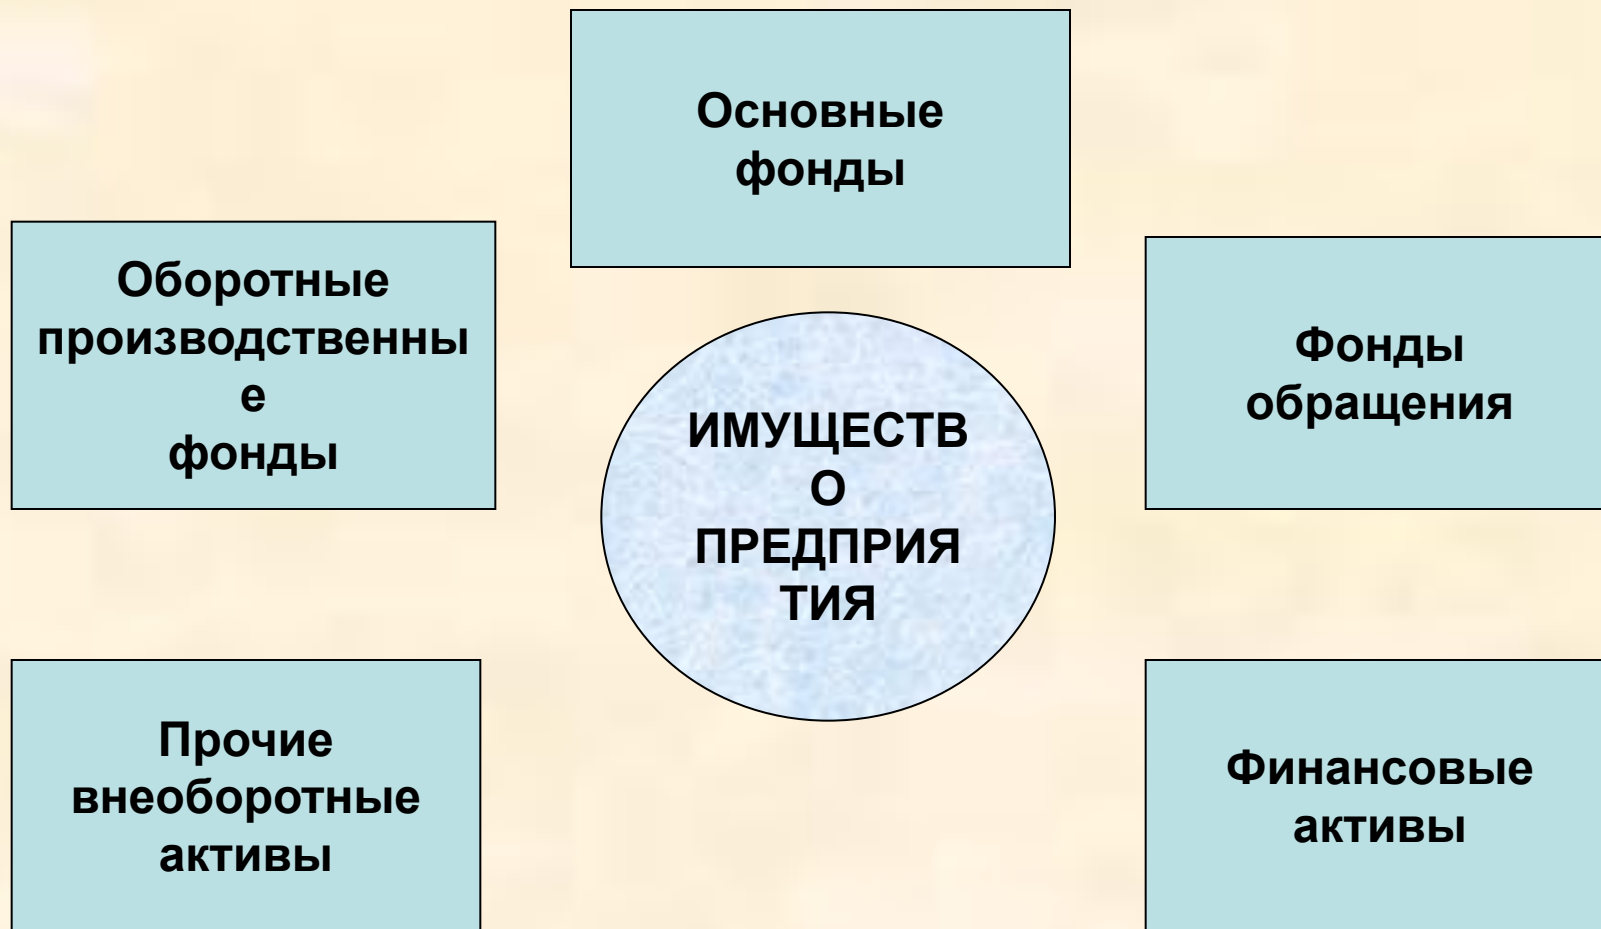 Основные
фонды
Оборотные
производственны
е
фонды
Фонды
обращения
ИМУЩЕСТВ
О
ПРЕДПРИЯ
ТИЯ
Прочие
внеоборотные
активы
Финансовые
активы